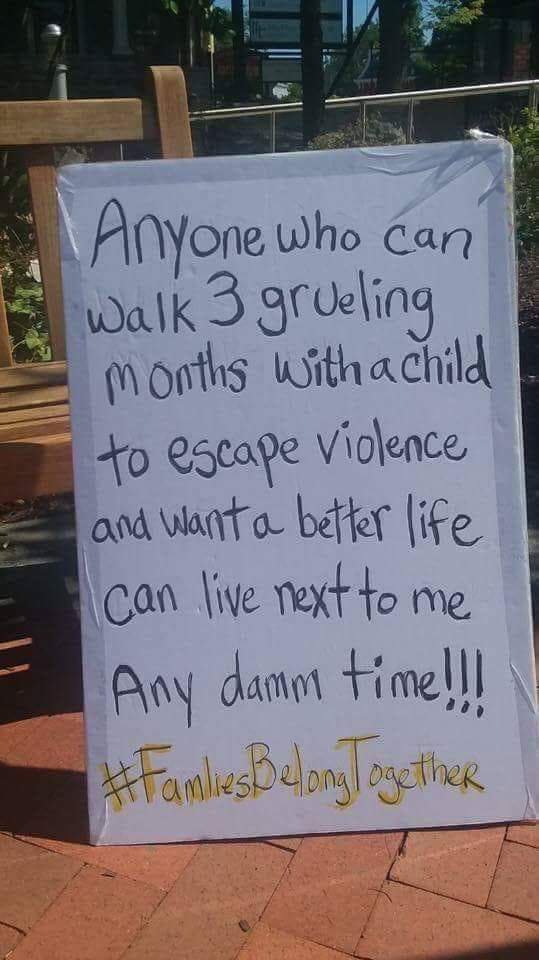 Anyone who can
walk 3 grueling
months with a child
to escape violence
and want a better life
can live next to me
Any damm time!!!
#FamliesBelongTogether